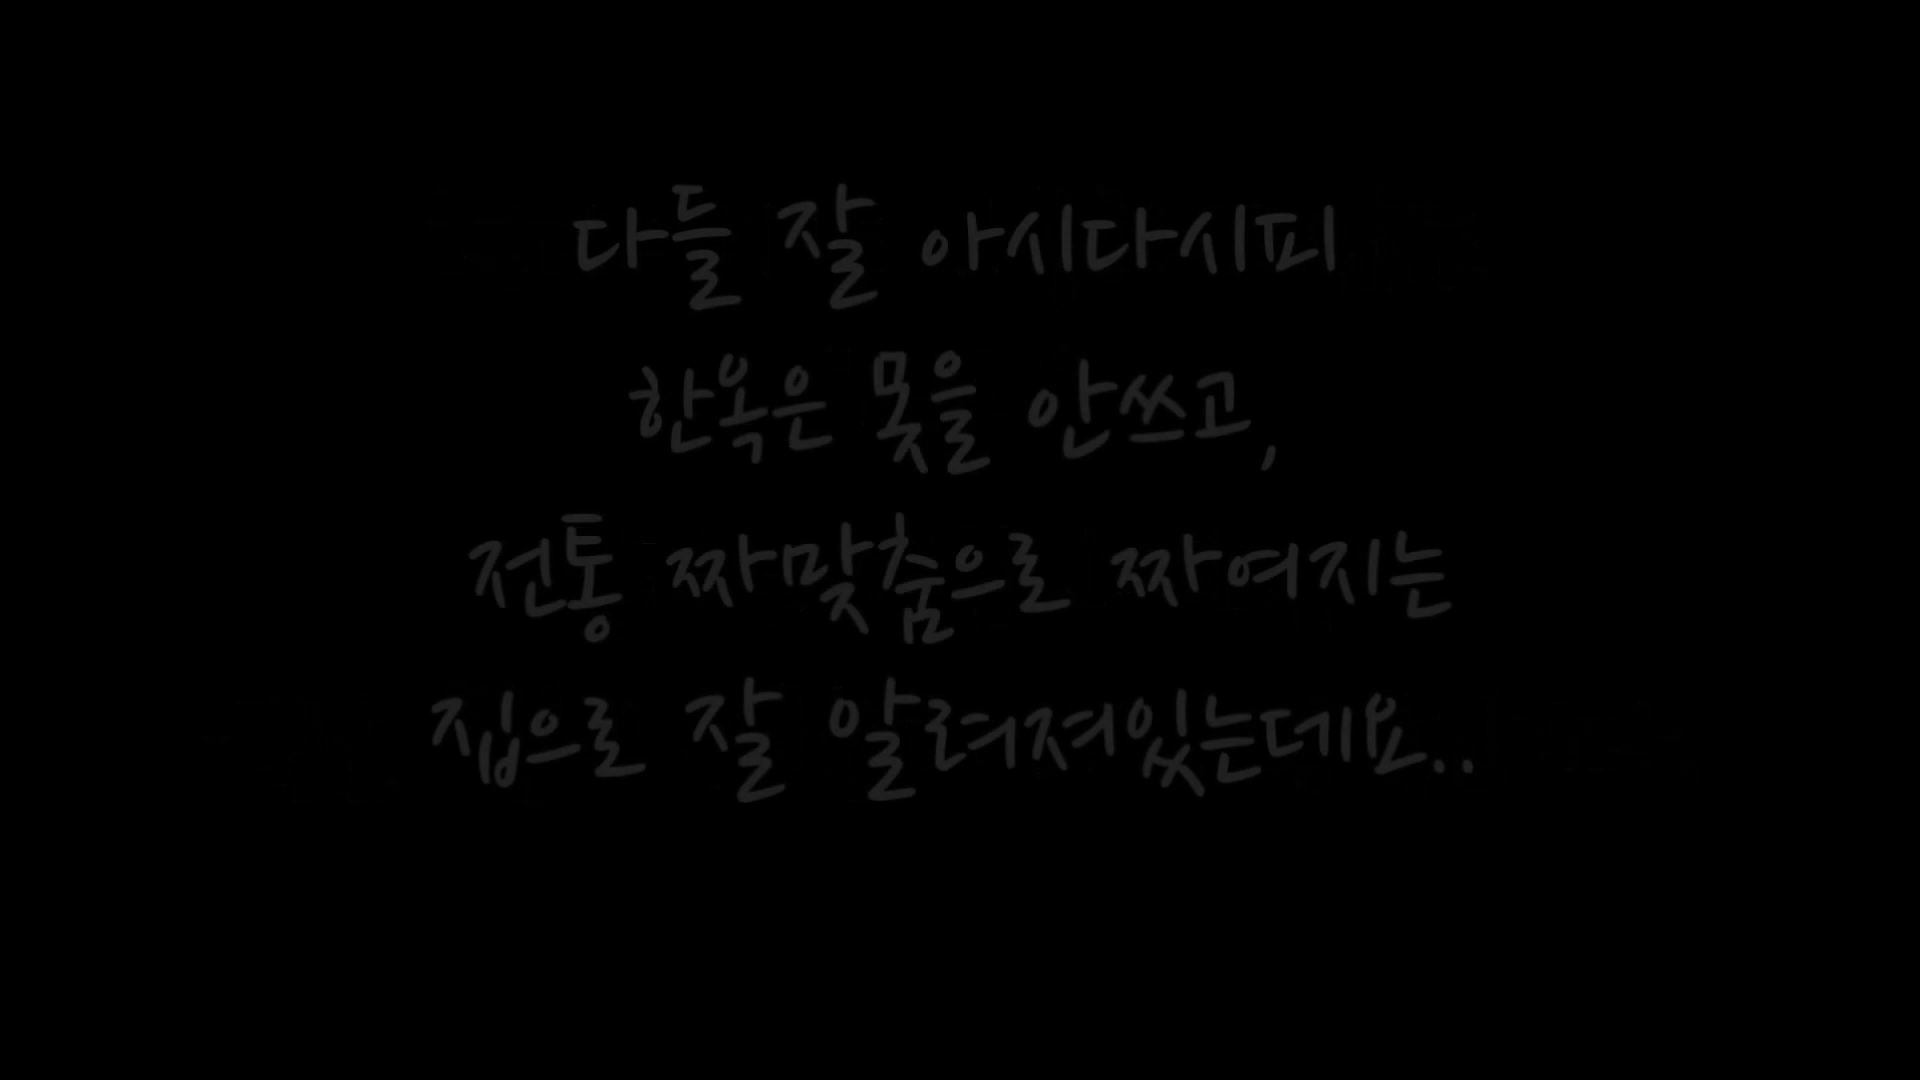 다들 잘 아시다시피
한옥은 못을 안쓰고,
전통 짜맞춤으로 짜여지는
집으로 잘 알려져있는데요..